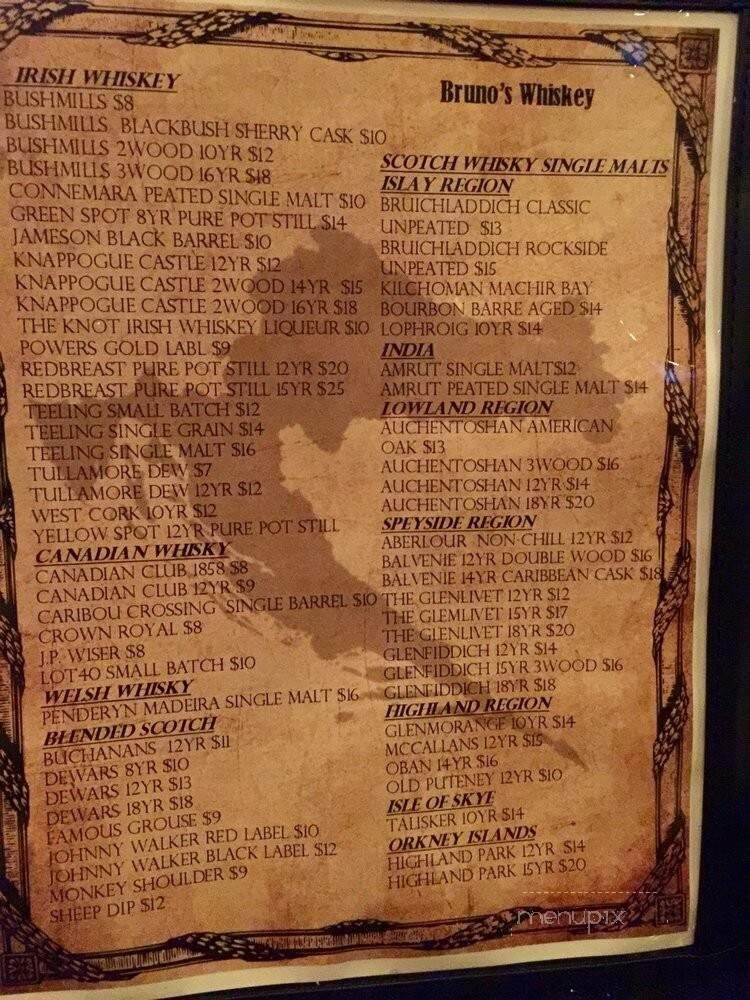 Bruno's Whiskey
IRISH WHISKEY
BUSHMILLS $8
BUSHMILLS BLACKBUSH SHERRY CASK $10
BUSHMILLS 2WOOD 10YR $12
BUSHMILLS 3WOOD 16YR $18
CONNEMARA PEATED SINGLE MALT $10
GREEN SPOT 8YR PURE POT STILL $14
JAMESON BLACK BARREL $10
KNAPPOGUE CASTLE 12YR $12
KNAPPOGUE CASTLE 2WOOD 14YR $15
KNAPPOGUE CASTLE 2WOOD 16YR $18
THE KNOT IRISH WHISKEY LIQUEUR $10
POWERS GOLD LABL $9
REDBREAST PURE POT STILL 12YR $20
REDBREAST PURE POT STILL 15YR $25
TEELING SMALL BATCH $12
TEELING SINGLE GRAIN $14
TEELING SINGLE MALT $16
TULLAMORE DEW $7
TULLAMORE DEW 12YR $12
WEST CORK 10YR $12
YELLOW SPOT 12YR PURE POT STILL
CANADIAN WHISKY
CANADIAN CLUB 1858 $8
CANADIAN CLUB 12YR $9
CARIBOU CROSSING SINGLE BARREL $10
CROWN ROYAL $8
J.P. WISER $8
LOT40 SMALL BATCH $10
WELSH WHISKY
PENDERYN MADEIRA SINGLE MALT $16
BLENDED SCOTCH
BUCHANANS 12YR $11
DEWARS 8YR $10
DEWARS 12YR $13
DEWARS 18YR $18
FAMOUS GROUSE $9
JOHNNY WALKER RED LABEL $10
JOHNNY WALKER BLACK LABEL $12
MONKEY SHOULDER $9
SHEEP DIP $12
SCOTCH WHISKY SINGLE MALTS
ISLAY REGION
BRUICHLADDICH CLASSIC
UNPEATED $13
BRUICHLADDICH ROCKSIDE
UNPEATED $15
KILCHOMAN MACHIR BAY
BOURBON BARRE AGED $14
LOPHROIG 10YR $14
INDIA
AMRUT SINGLE MALT$12
AMRUT PEATED SINGLE MALT $14
LOWLAND REGION
AUCHENTOSHAN AMERICAN
OAK $13
AUCHENTOSHAN 3WOOD $16
AUCHENTOSHAN 12YR $14
AUCHENTOSHAN 18YR $20
SPEYSIDE REGION
ABERLOUR NON-CHILL 12YR $12
BALVENIE 12YR DOUBLE WOOD $16
BALVENIE 14YR CARIBBEAN CASK $18
THE GLENLIVET 12YR $12
THE GLEMLIVET 15YR $17
THE GLENLIVET 18YR $20
GLENFIDDICH 12YR $14
GLENFIDDICH 15YR 3WOOD $16
GLENFIDDICH 18YR $18
HIGHLAND REGION
GLENMORANGE 10YR $14
MCCALLANS 12YR $15
OBAN 14YR $16
OLD PUTENEY 12YR $10
ISLE OF SKYE
TALISKER 10YR $14
ORKNEY ISLANDS
HIGHLAND PARK 12YR $14
HIGHLAND PARK 15YR $20
menupix